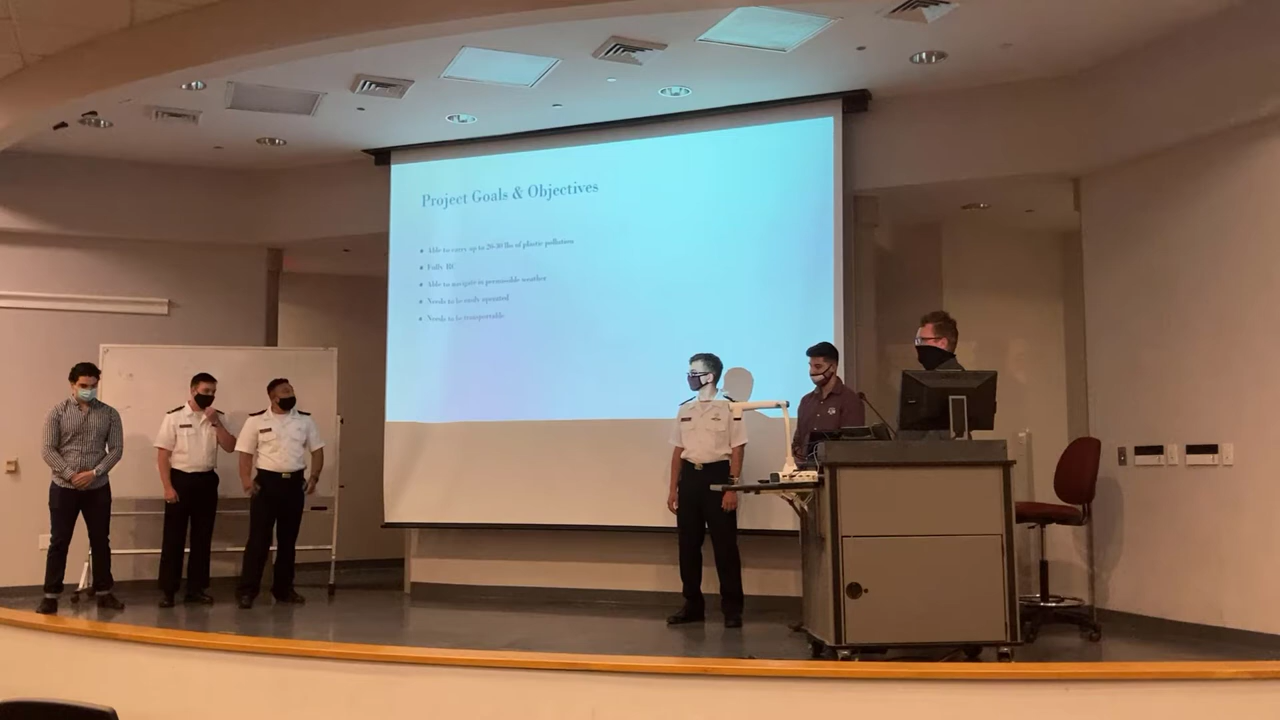 Project Goals & Objectives
Able to carry up to 20-30 lbs of plastic pollution
Fully RC
Able to navigate in permissible weather
Needs to be easily operated
Needs to be transportable